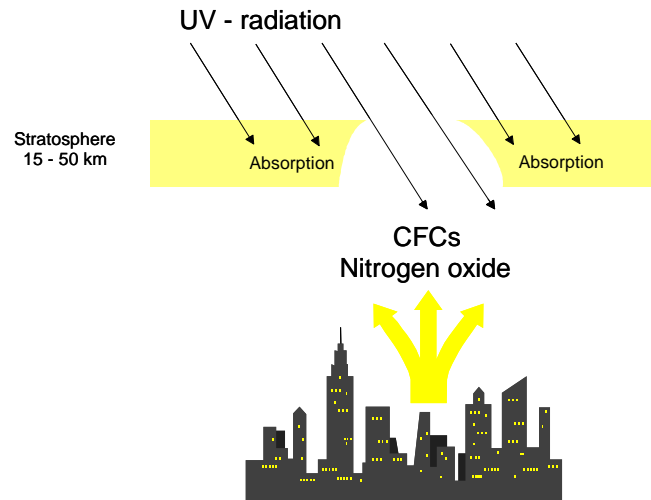 UV - radiation
Stratosphere
15 - 50 km
Absorption
Absorption
CFCs
Nitrogen oxide